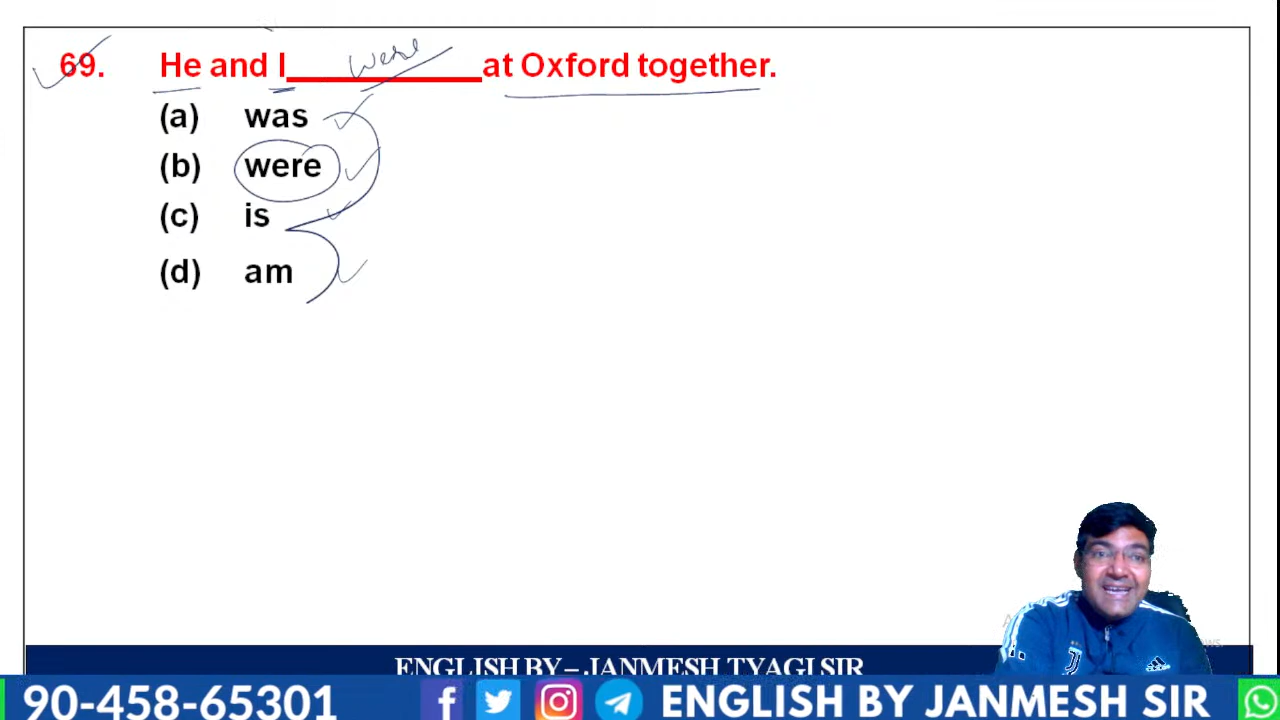 were
69. He and I____________at Oxford together.
(a) was
(b) were
(c) is
(d) am
ENGLISH BY – JANMESH TYAGI SIR
90-458-65301 ENGLISH BY JANMESH SIR